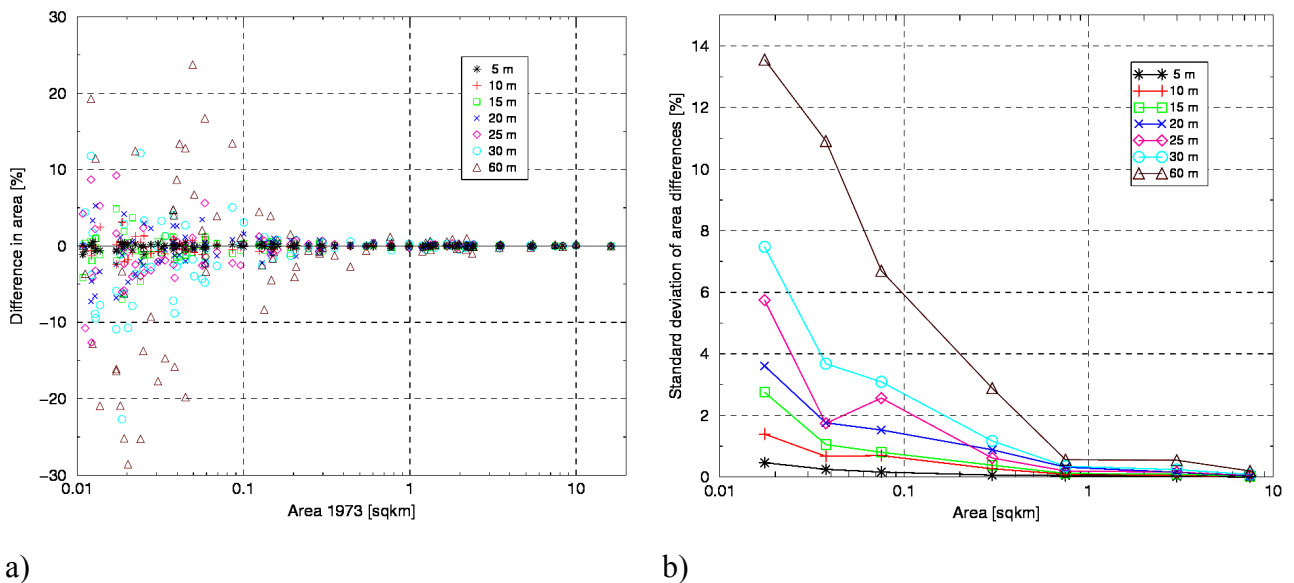 30
20
10
0
−10
−20
−30
0.01
0.1
1
10
Difference in area [%]
Area 1973 [sqkm]
5 m
10 m
15 m
20 m
25 m
30 m
60 m
a)
14
12
10
8
6
4
2
0
0.01
0.1
1
10
Standard deviation of area differences [%]
Area [sqkm]
5 m
10 m
15 m
20 m
25 m
30 m
60 m
b)